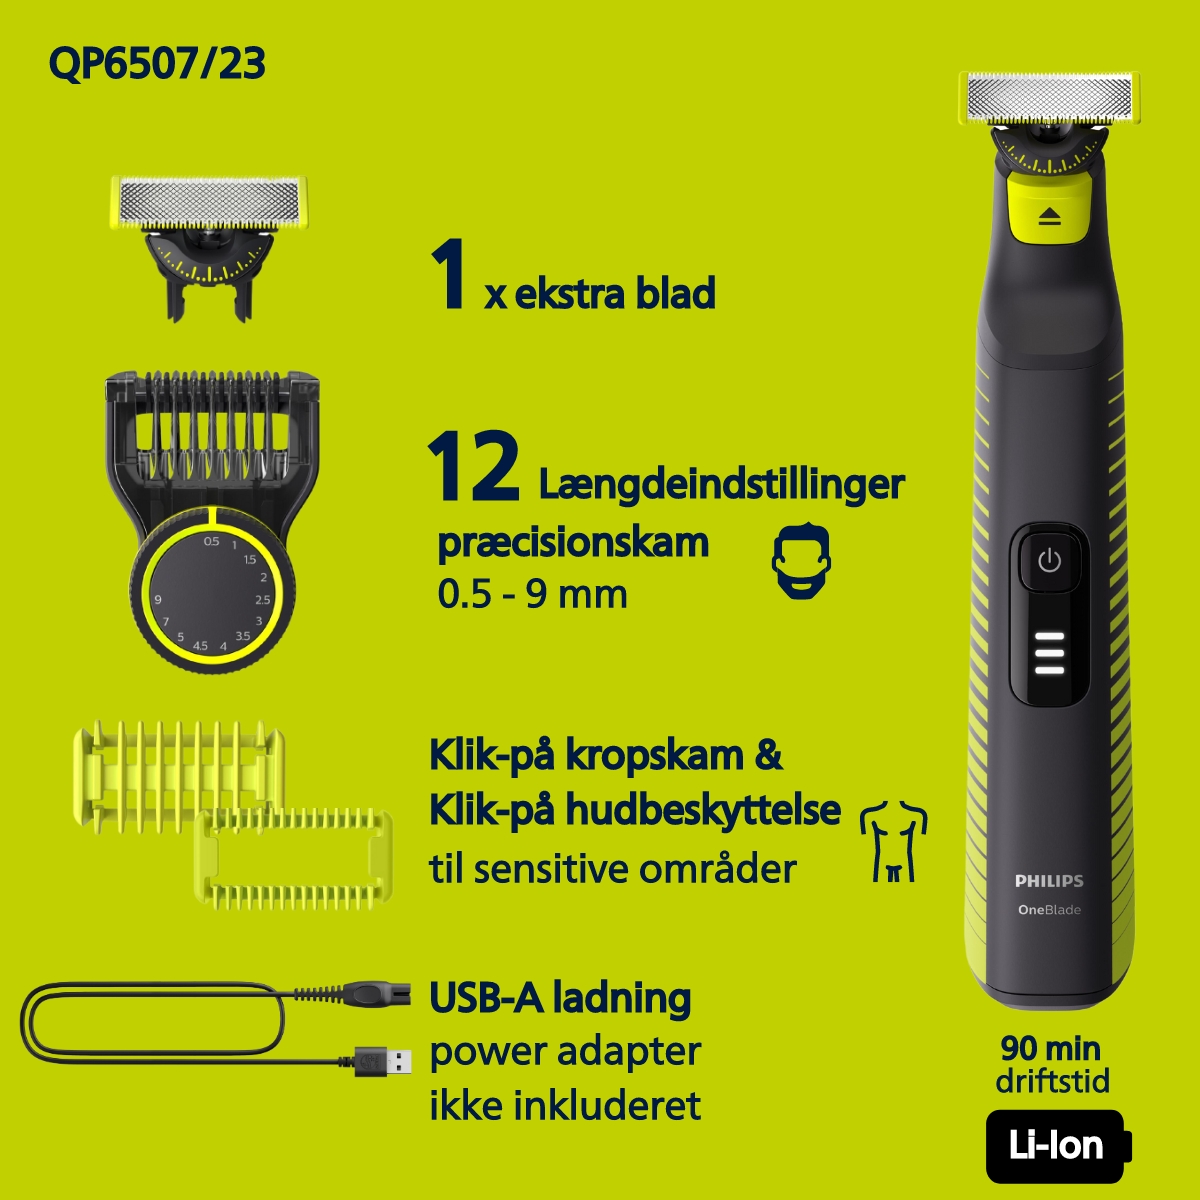 QP6507/23
1 x ekstra blad
12 Længdeindstillinger
præcisionskam
0.5 - 9 mm
0.5
1
1.5
2
2.5
3
3.5
4
4.5
5
7
9
Klik-på kropskam &
Klik-på hudbeskyttelse
til sensitive områder
USB-A ladning
power adapter
ikke inkluderet
PHILIPS
OneBlade
90 min
driftstid
Li-Ion